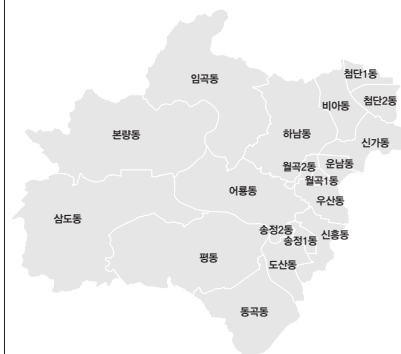 첨단1동
임곡동
첨단2동
비아동
본량동
하남동
신가동
월곡2동
운남동
월곡1동
어룡동
우산동
삼도동
송정2동
신흥동
송정1동
평동
도산동
동곡동